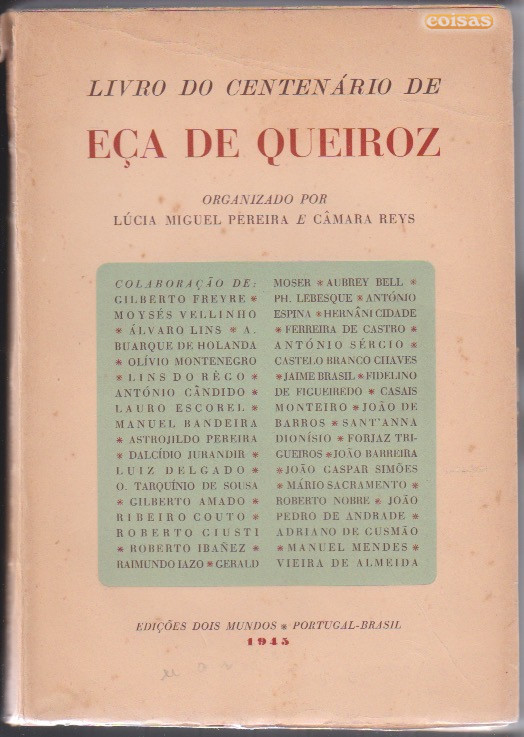 coisas
LIVRO DO CENTENÁRIO DE
EÇA DE QUEIROZ
ORGANIZADO POR
LÚCIA MIGUEL PEREIRA E CÂMARA REYS
COLABORAÇÃO DE:
GILBERTO FREYRE *
MOYSÉS VELLINHO
* ÁLVARO LINS * A.
BUARQUE DE HOLANDA
* OLÍVIO MONTENEGRO
* LINS DO RÊGO *
ANTÓNIO CÂNDIDO *
LAURO ESCOREL *
MANUEL BANDEIRA
* ASTROJILDO PEREIRA
* DALCÍDIO JURANDIR *
LUIZ DELGADO *
O. TARQUÍNIO DE SOUSA
* GILBERTO AMADO *
RIBEIRO COUTO *
ROBERTO GIUSTI
* ROBERTO IBAÑEZ *
RAIMUNDO IAZO * GERALD
MOSER * AUBREY BELL *
PH. LEBESQUE * ANTÓNIO
ESPINA * HERNÂNI CIDADE
* FERREIRA DE CASTRO *
ANTÓNIO SÉRGIO *
CASTELO BRANCO CHAVES
* JAIME BRASIL * FIDELINO
DE FIGUEIREDO * CASAIS
MONTEIRO * JOÃO DE
BARROS * SANT'ANNA
DIONÍSIO * FORJAZ TRI-
GUEIROS * JOÃO BARREIRA
* JOÃO GASPAR SIMÕES
* MÁRIO SACRAMENTO *
ROBERTO NOBRE * JOÃO
PEDRO DE ANDRADE *
ADRIANO DE GUSMÃO
* MANUEL MENDES *
VIEIRA DE ALMEIDA
EDIÇÕES DOIS MUNDOS * PORTUGAL-BRASIL
1945